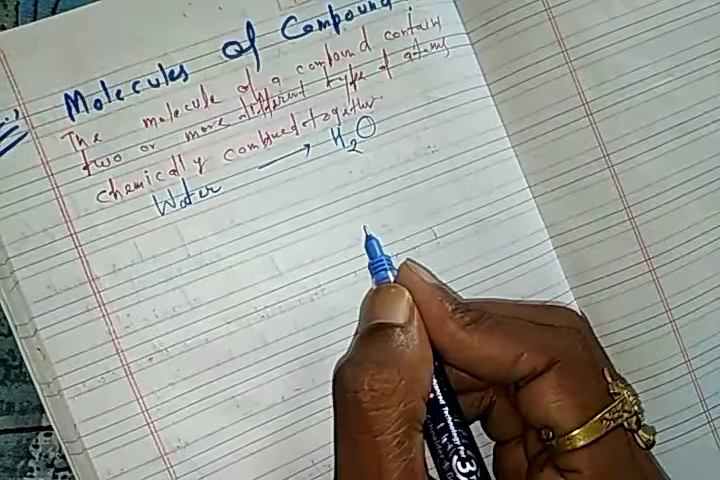 Molecules of Compound :
The molecule of a compound contain
two or more different type of atoms
chemically combined together
Water → H2O